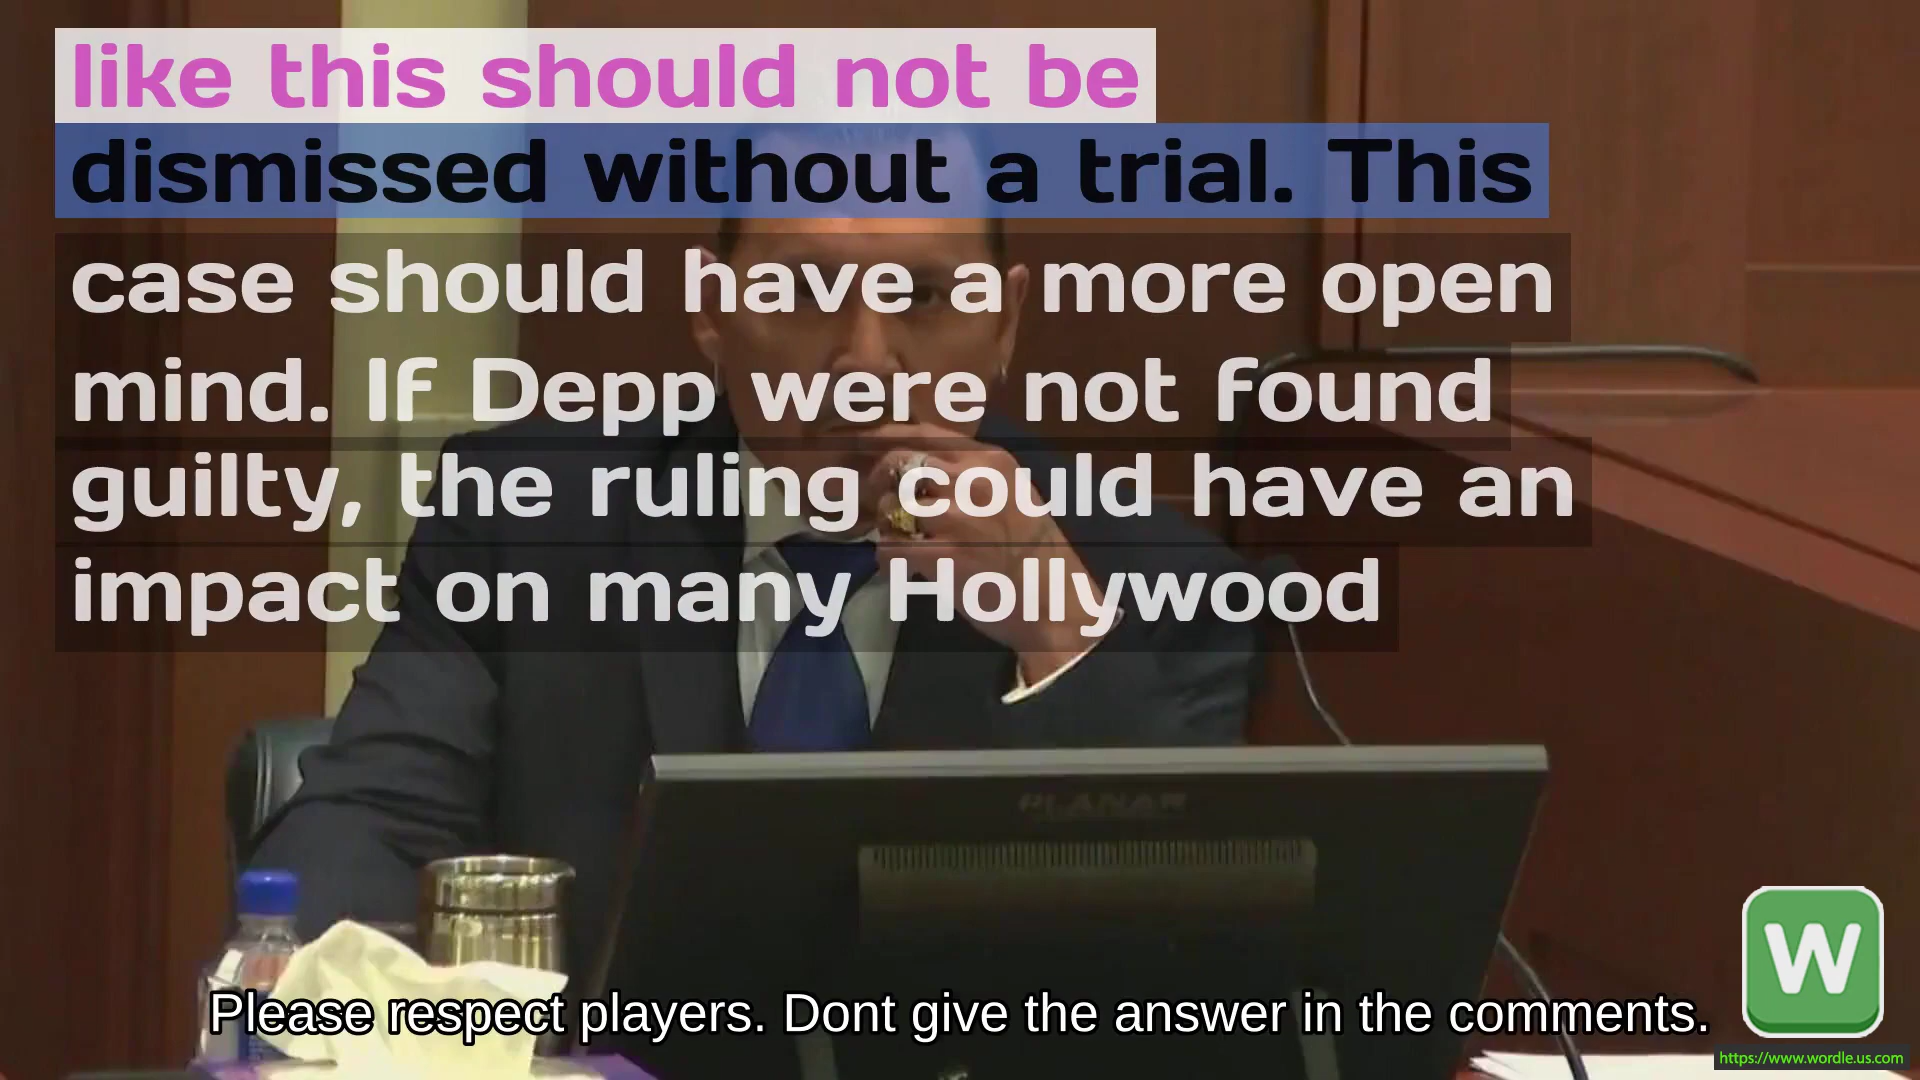 like this should not be
dismissed without a trial. This
case should have a more open
mind. If Depp were not found
guilty, the ruling could have an
impact on many Hollywood
PLANAR
Please respect players. Dont give the answer in the comments.
W
https://www.wordle.us.com